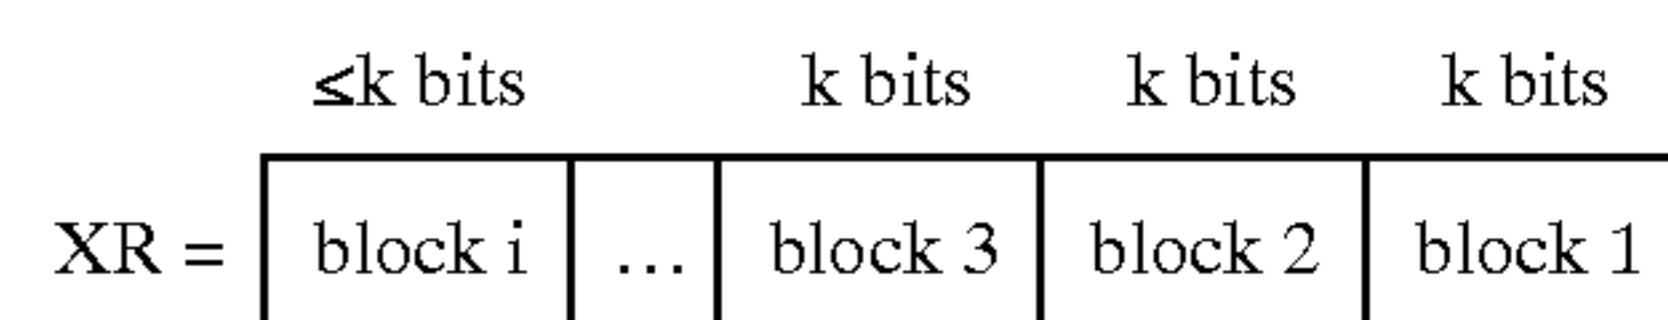 ≤k bits k bits k bits k bits
XR = block i ... block 3 block 2 block 1